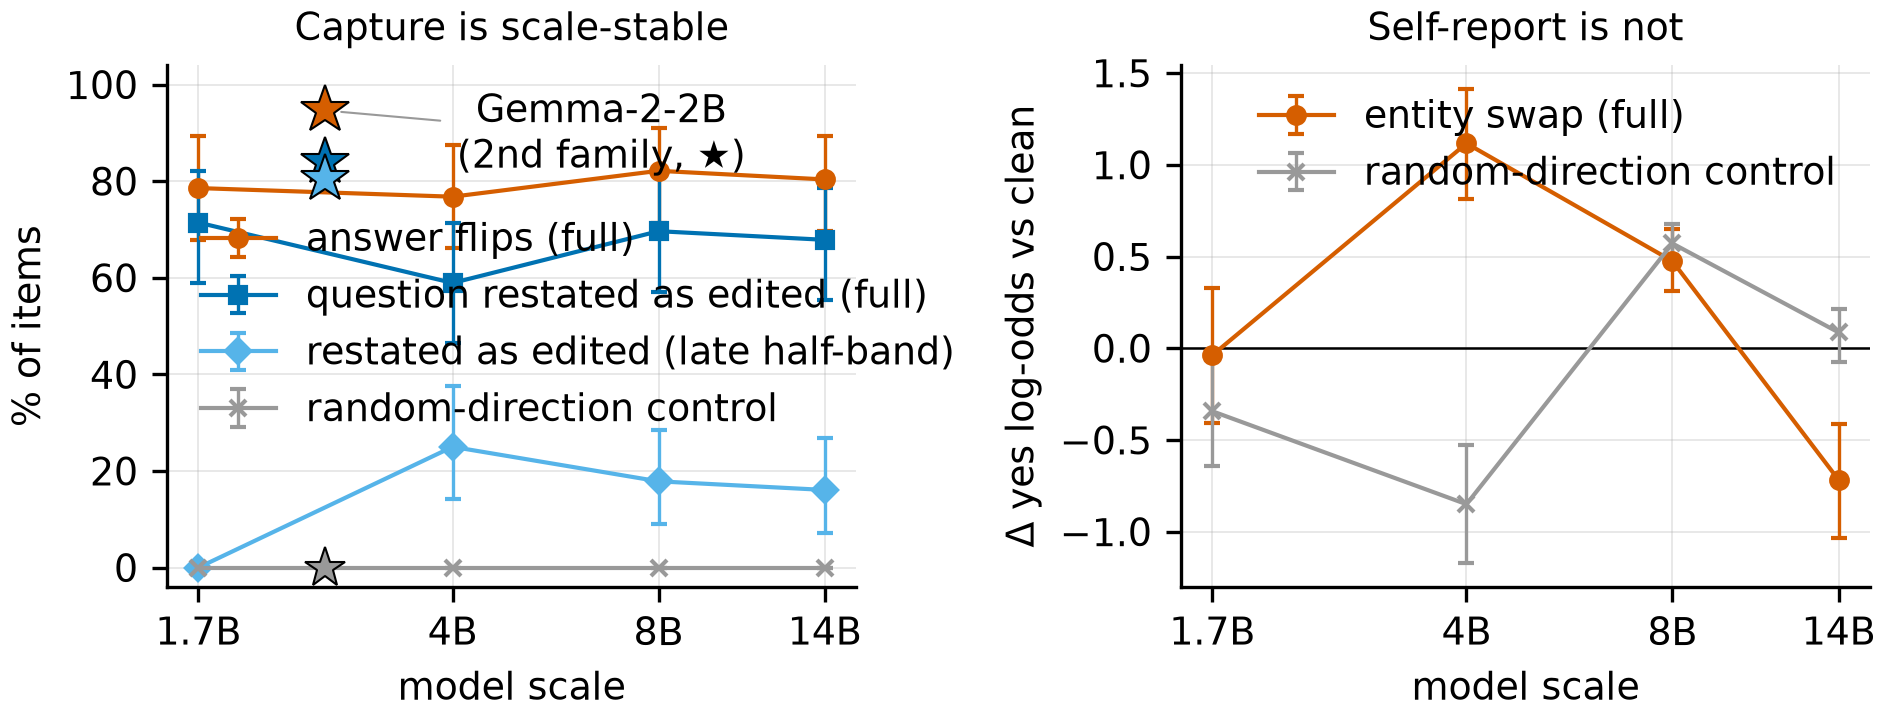 Capture is scale-stable
100
80
60
40
20
0
% of items
Gemma-2-2B
(2nd family, ★)
answer flips (full)
question restated as edited (full)
restated as edited (late half-band)
random-direction control
1.7B 4B 8B 14B
model scale
Self-report is not
1.5
1.0
0.5
0.0
−0.5
−1.0
Δ yes log-odds vs clean
entity swap (full)
random-direction control
1.7B 4B 8B 14B
model scale